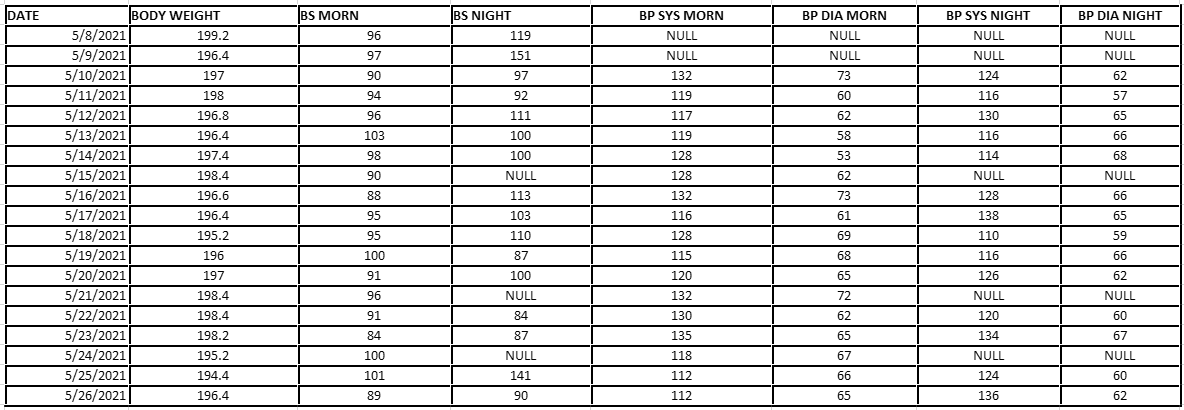 DATE BODY WEIGHT BS MORN BS NIGHT BP SYS MORN BP DIA MORN BP SYS NIGHT BP DIA NIGHT
5/8/2021 199.2 96 119 NULL NULL NULL NULL
5/9/2021 196.4 97 151 NULL NULL NULL NULL
5/10/2021 197 90 97 132 73 124 62
5/11/2021 198 94 92 119 60 116 57
5/12/2021 196.8 96 111 117 62 130 65
5/13/2021 196.4 103 100 119 58 116 66
5/14/2021 197.4 98 100 128 53 114 68
5/15/2021 198.4 90 NULL 128 62 NULL NULL
5/16/2021 196.6 88 113 132 73 128 66
5/17/2021 196.4 95 103 116 61 138 65
5/18/2021 195.2 95 110 128 69 110 59
5/19/2021 196 100 87 115 68 116 66
5/20/2021 197 91 100 120 65 126 62
5/21/2021 198.4 96 NULL 132 72 NULL NULL
5/22/2021 198.4 91 84 130 62 120 60
5/23/2021 198.2 84 87 135 65 134 67
5/24/2021 195.2 100 NULL 118 67 NULL NULL
5/25/2021 194.4 101 141 112 66 124 60
5/26/2021 196.4 89 90 112 65 136 62